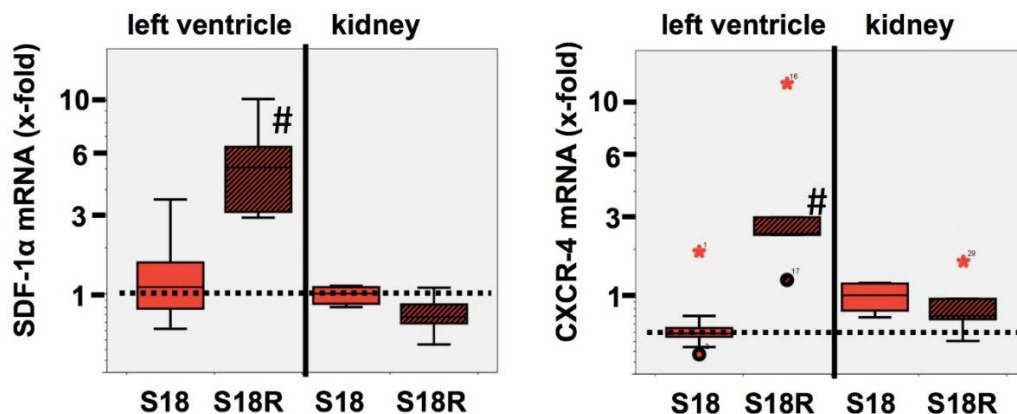 left ventricle
kidney
SDF-1α mRNA (x-fold)
10
6
3
1
#
S18
S18R
S18
S18R
left ventricle
kidney
CXCR-4 mRNA (x-fold)
10
6
3
1
16
#
1
17
29
S18
S18R
S18
S18R